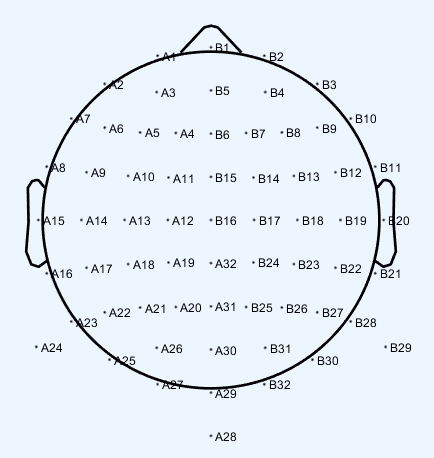 B1
A1 B2
A2 B3
A3 B5 B4
A7 B10
A6 A5 A4 B6 B7 B8 B9
A8 B11
A9 A10 A11 B15 B14 B13 B12
A15 A14 A13 A12 B16 B17 B18 B19 B20
A16 A17 A18 A19 A32 B24 B23 B22 B21
A23 A22 A21 A20 A31 B25 B26 B27 B28
A24 A26 A30 B31 B29
A25 B30
A27 A29 B32
A28